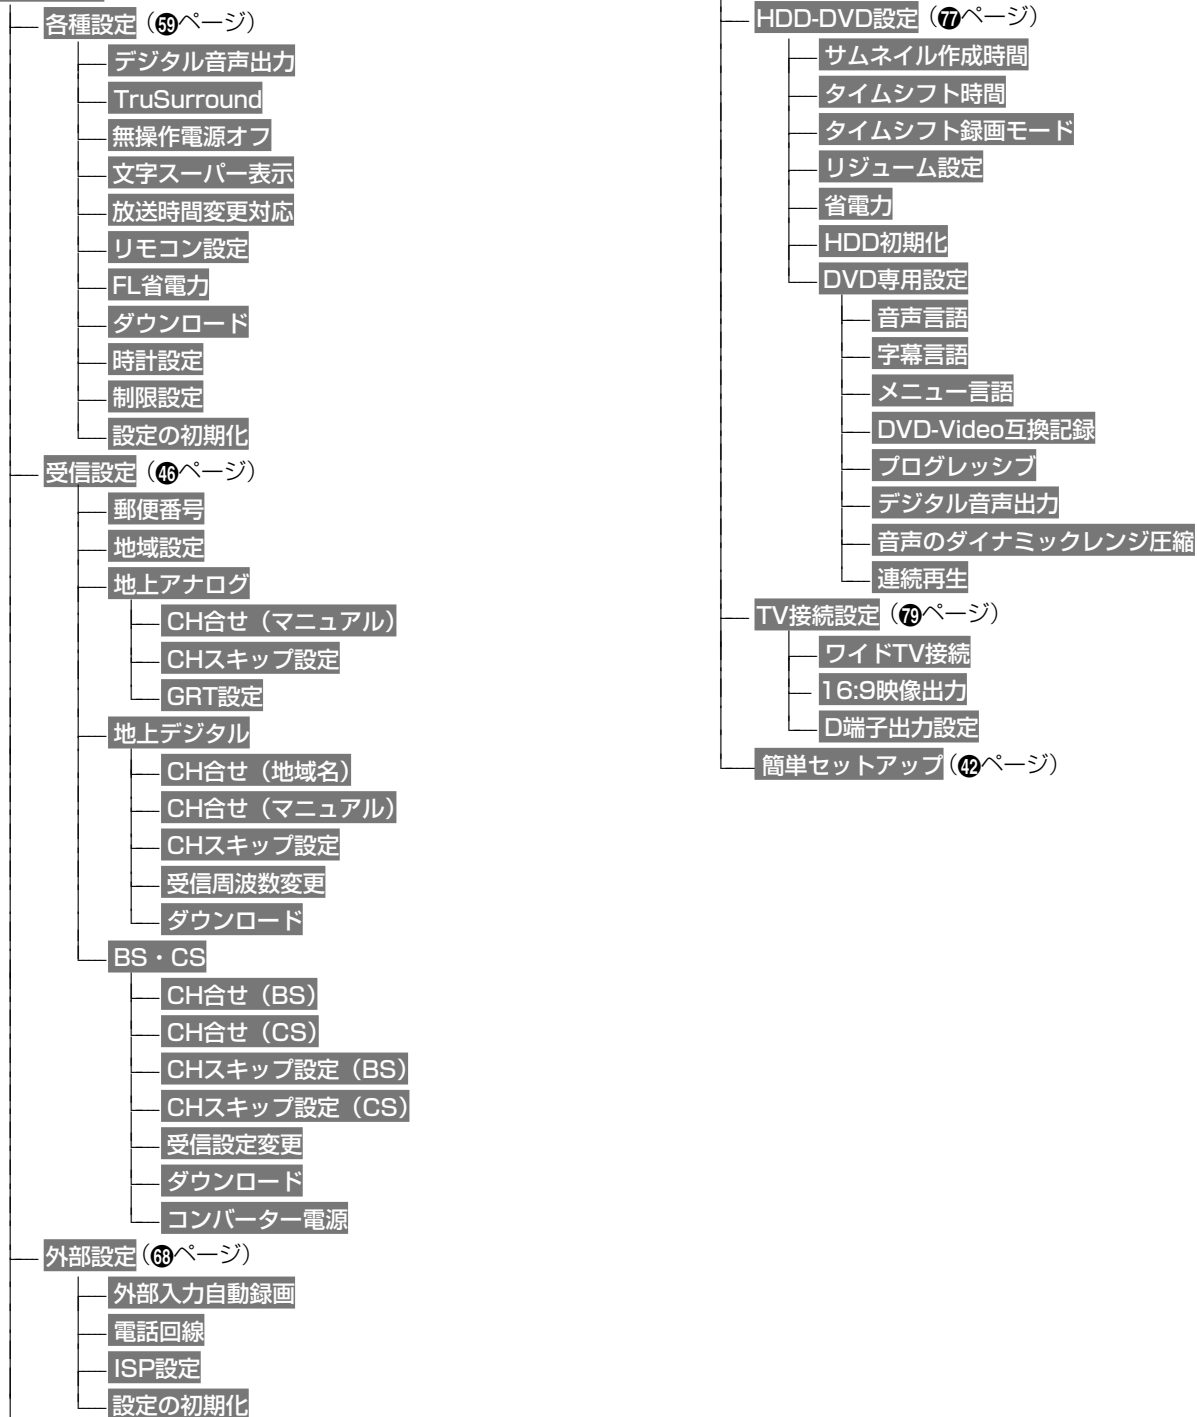 各種設定（59ページ）
デジタル音声出力
TruSurround
無操作電源オフ
文字スーパー表示
放送時間変更対応
リモコン設定
FL省電力
ダウンロード
時計設定
制限設定
設定の初期化
受信設定（46ページ）
郵便番号
地域設定
地上アナログ
CH合せ（マニュアル）
CHスキップ設定
GRT設定
地上デジタル
CH合せ（地域名）
CH合せ（マニュアル）
CHスキップ設定
受信周波数変更
ダウンロード
BS・CS
CH合せ（BS）
CH合せ（CS）
CHスキップ設定（BS）
CHスキップ設定（CS）
受信設定変更
ダウンロード
コンバーター電源
外部設定（68ページ）
外部入力自動録画
電話回線
ISP設定
設定の初期化
HDD-DVD設定（77ページ）
サムネイル作成時間
タイムシフト時間
タイムシフト録画モード
リジューム設定
省電力
HDD初期化
DVD専用設定
音声言語
字幕言語
メニュー言語
DVD-Video互換記録
プログレッシブ
デジタル音声出力
音声のダイナミックレンジ圧縮
連続再生
TV接続設定（79ページ）
ワイドTV接続
16:9映像出力
D端子出力設定
簡単セットアップ（42ページ）